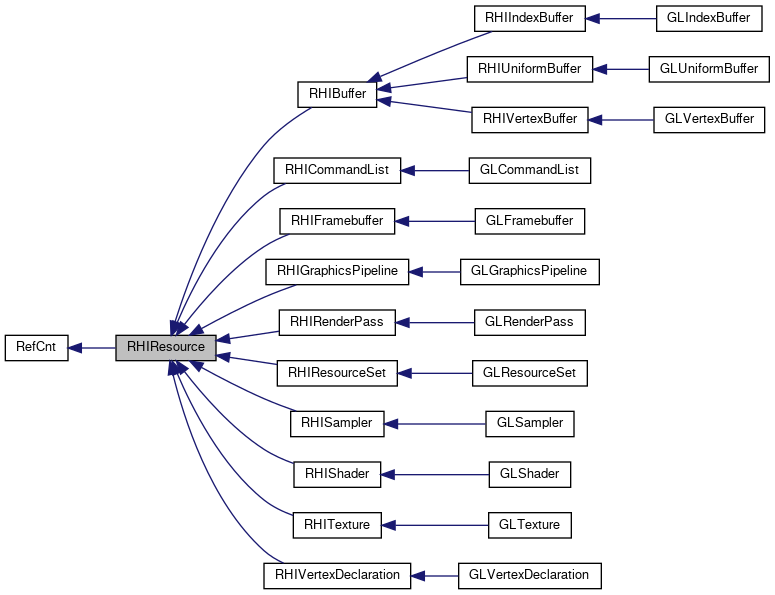 RHIIndexBuffer
GLIndexBuffer
RHIUniformBuffer
GLUniformBuffer
RHIBuffer
RHIVertexBuffer
GLVertexBuffer
RHICommandList
GLCommandList
RHIFramebuffer
GLFramebuffer
RHIGraphicsPipeline
GLGraphicsPipeline
RHIRenderPass
GLRenderPass
RefCnt
RHIResource
RHIResourceSet
GLResourceSet
RHISampler
GLSampler
RHIShader
GLShader
RHITexture
GLTexture
RHIVertexDeclaration
GLVertexDeclaration